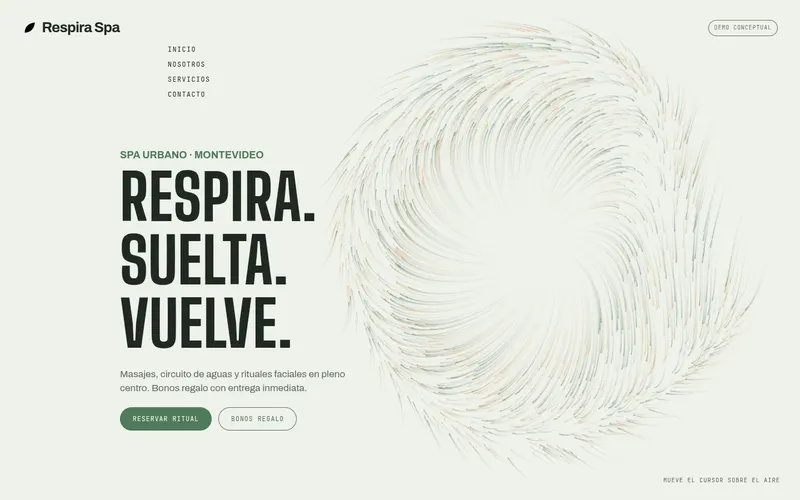 Respira Spa
DEMO CONCEPTUAL
INICIO
NOSOTROS
SERVICIOS
CONTACTO
SPA URBANO · MONTEVIDEO
RESPIRA.
SUELTA.
VUELVE.
Masajes, circuito de aguas y rituales faciales en pleno
centro. Bonos regalo con entrega inmediata.
RESERVAR RITUAL
BONOS REGALO
MUEVE EL CURSOR SOBRE EL AIRE